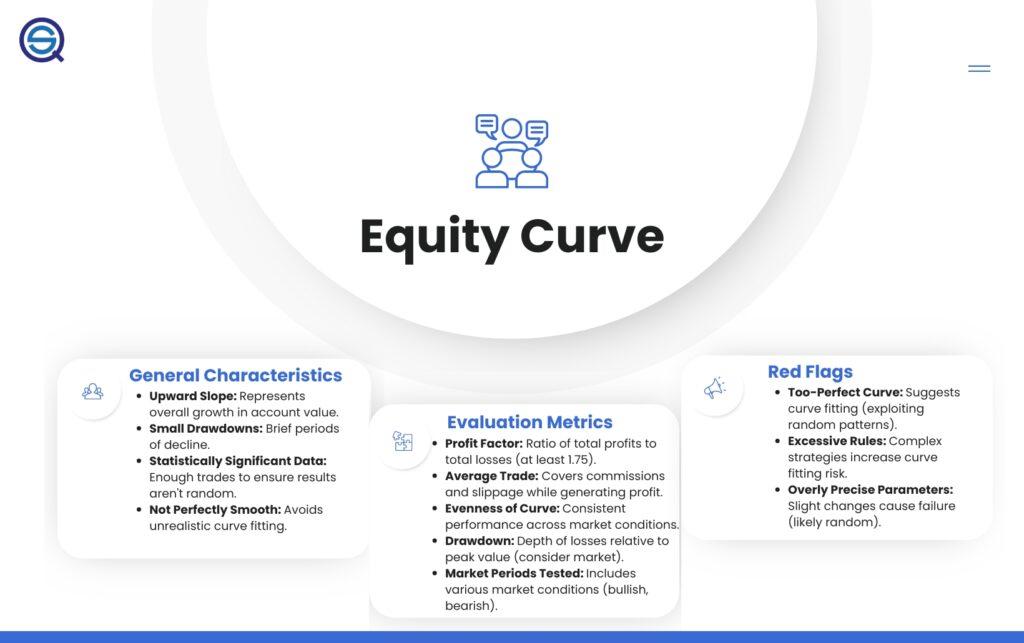 Equity Curve
General Characteristics
• Upward Slope: Represents
overall growth in account value.
• Small Drawdowns: Brief periods
of decline.
• Statistically Significant Data:
Enough trades to ensure results
aren't random.
• Not Perfectly Smooth: Avoids
unrealistic curve fitting.
Evaluation Metrics
• Profit Factor: Ratio of total profits to
total losses (at least 1.75).
• Average Trade: Covers commissions
and slippage while generating profit.
• Evenness of Curve: Consistent
performance across market conditions.
• Drawdown: Depth of losses relative to
peak value (consider market).
• Market Periods Tested: Includes
various market conditions (bullish,
bearish).
Red Flags
• Too-Perfect Curve: Suggests
curve fitting (exploiting
random patterns).
• Excessive Rules: Complex
strategies increase curve
fitting risk.
• Overly Precise Parameters:
Slight changes cause failure
(likely random).